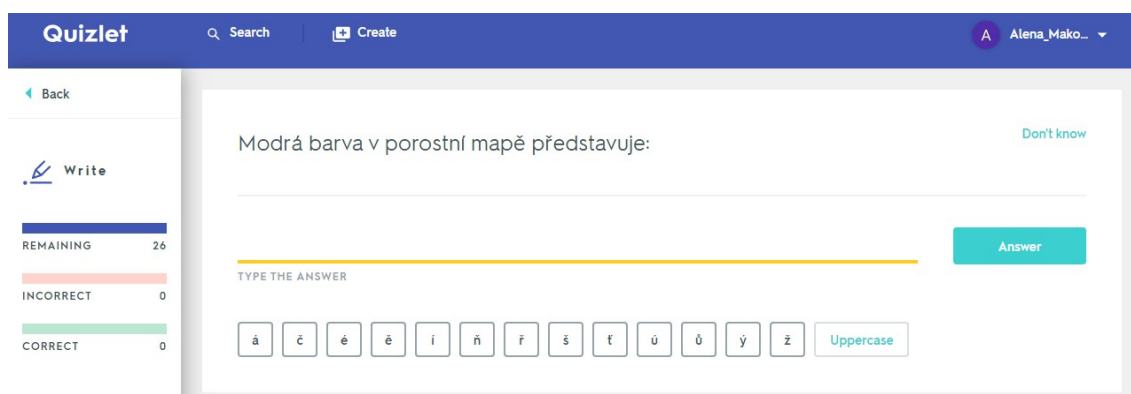 Quizlet
Search
Create
A
Alena_Mako...
Back
Modrá barva v porostní mapě představuje:
Don't know
Write
REMAINING 26
Answer
TYPE THE ANSWER
INCORRECT 0
CORRECT 0
á č é ě í ň ř š ť ú ů ý ž Uppercase